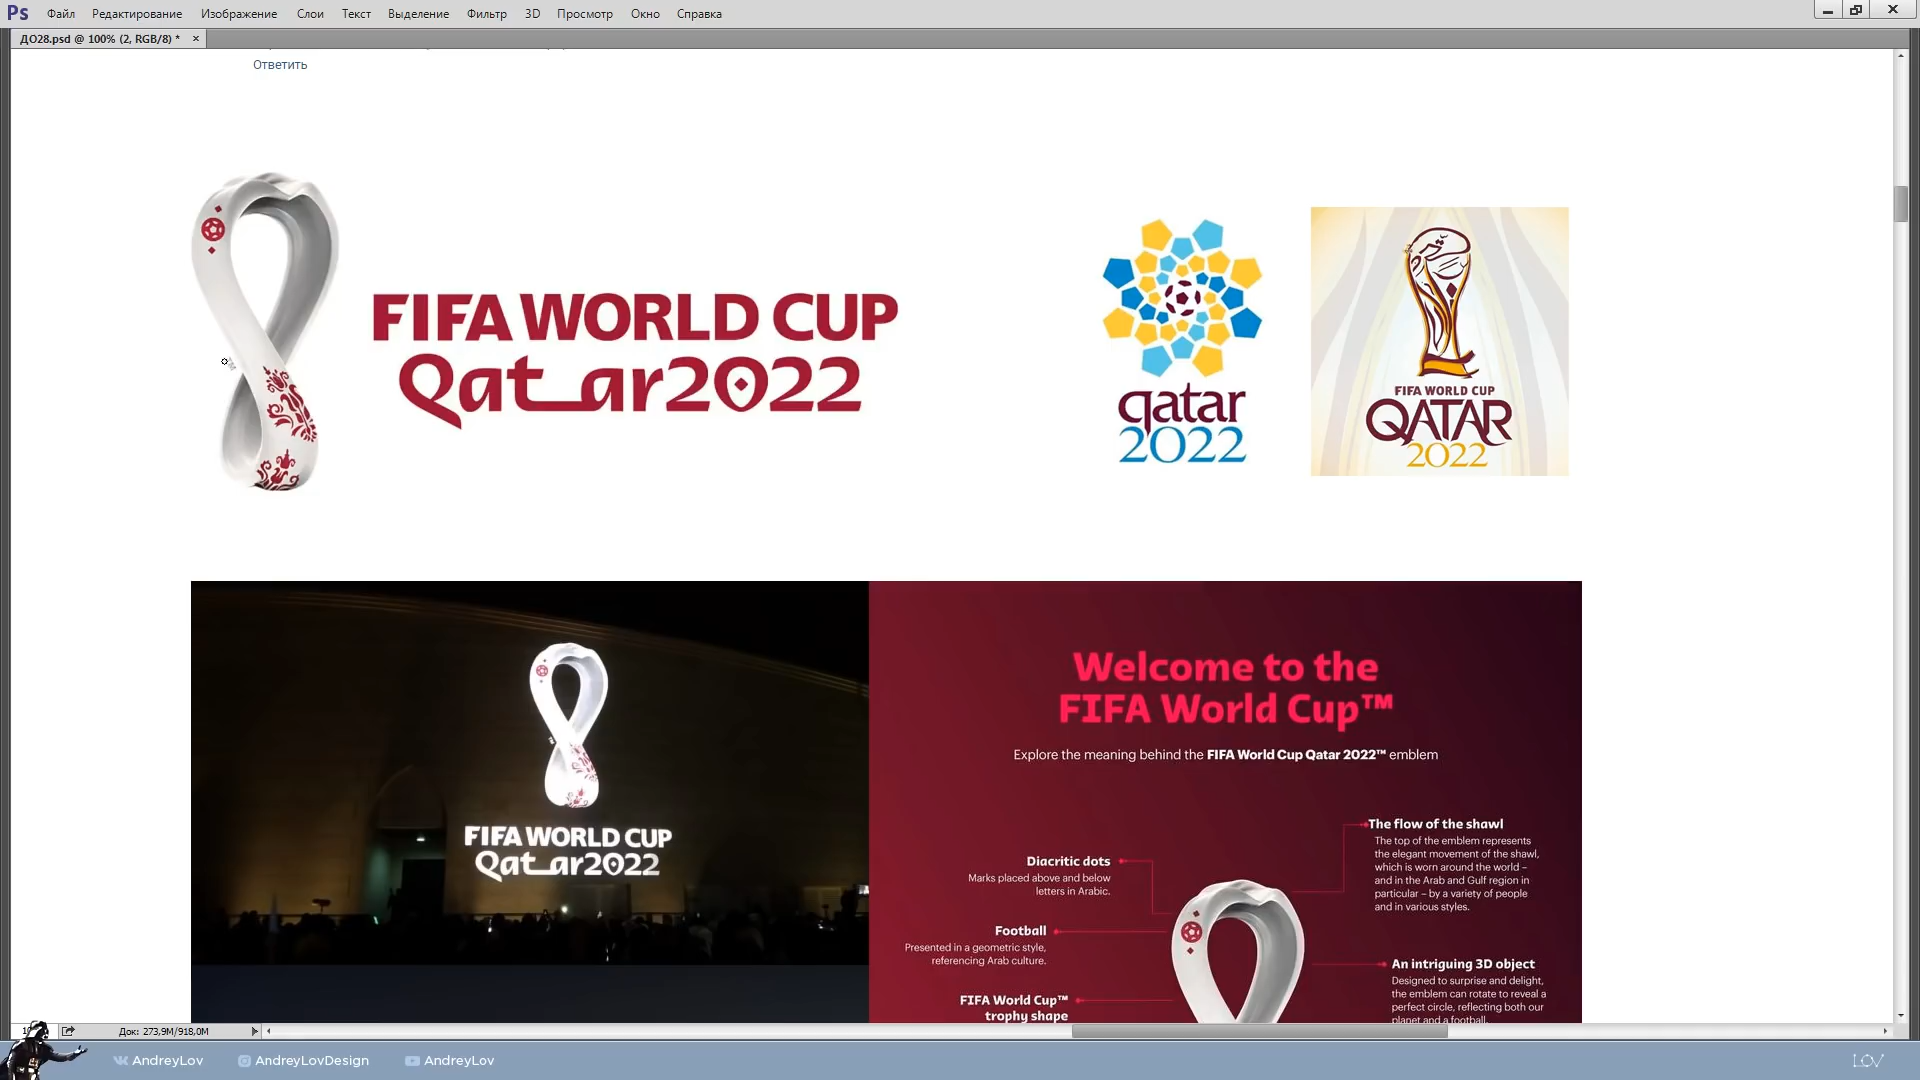 Ps Файл Редактирование Изображение Слои Текст Выделение Фильтр 3D Просмотр Окно Справка
ДО28.psd @ 100% (2, RGB/8) * ×
Ответить
FIFA WORLD CUP
Qatar2022
qatar
2022
FIFA WORLD CUP
QATAR
2022
FIFA WORLD CUP
Qatar2022
Welcome to the
FIFA World Cup™
Explore the meaning behind the FIFA World Cup Qatar 2022™ emblem
Diacritic dots
Marks placed above and below
letters in Arabic.
Football
Presented in a geometric style,
referencing Arab culture.
FIFA World Cup™
trophy shape
The flow of the shawl
The top of the emblem represents
the elegant movement of the shawl,
which is worn around the world –
and in the Arab and Gulf region in
particular – by a variety of people
and in various styles.
An intriguing 3D object
Designed to surprise and delight,
the emblem can rotate to reveal a
perfect circle, reflecting both our
planet and a football.
Док: 273,9M/918,0M
AndreyLov AndreyLovDesign AndreyLov
LOV